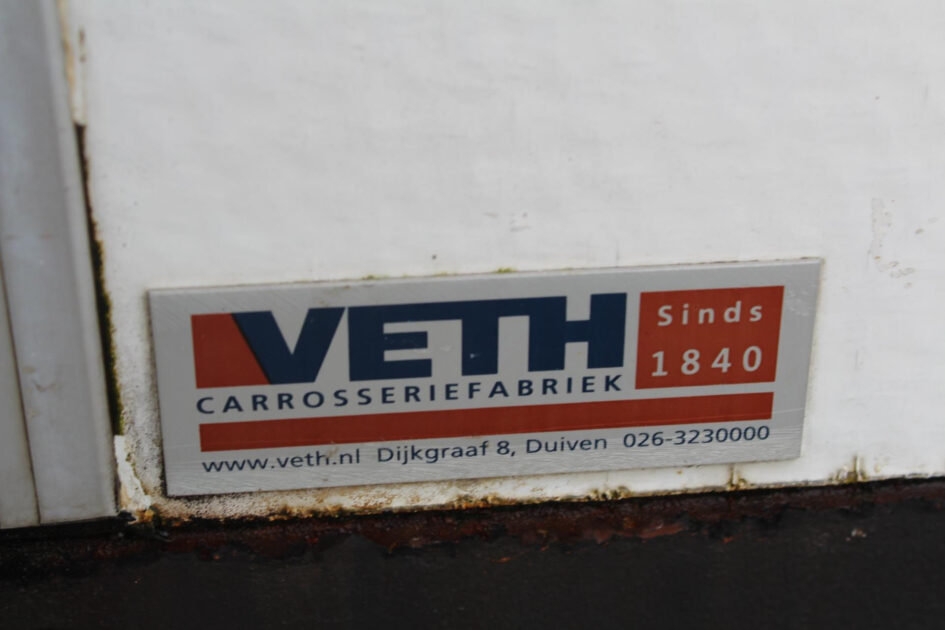 VETH
Sinds
1840
CARROSSERIEFABRIEK
www.veth.nl Dijkgraaf 8, Duiven 026-3230000